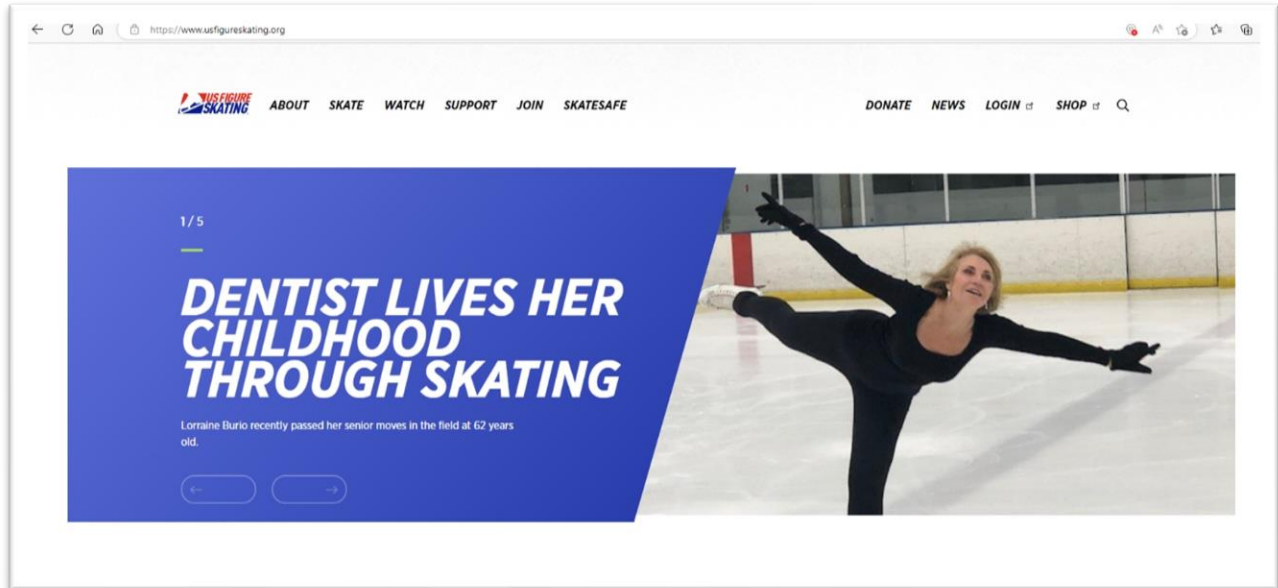 https://www.usfigureskating.org
US FIGURE
SKATING
ABOUT SKATE WATCH SUPPORT JOIN SKATESAFE
DONATE NEWS LOGIN SHOP
1/5
DENTIST LIVES HER
CHILDHOOD
THROUGH SKATING
Lorraine Burio recently passed her senior moves in the field at 62 years
old.